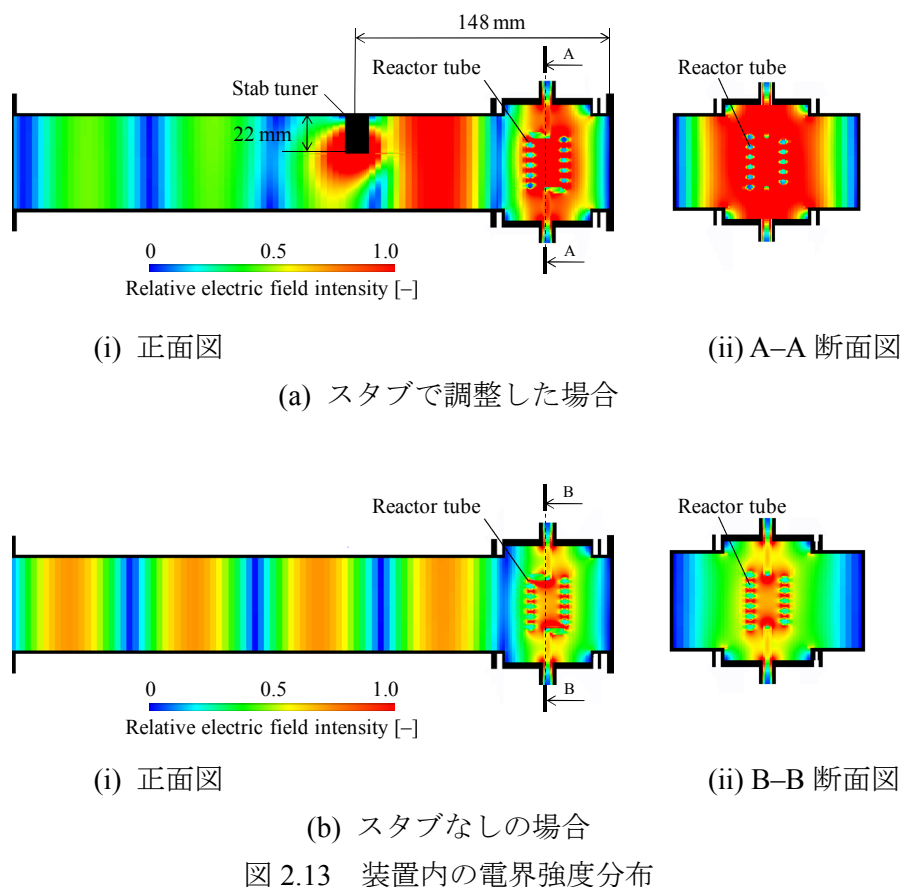 148 mm
A
Reactor tube
Reactor tube
Stab tuner
22 mm
A
0 0.5 1.0
Relative electric field intensity [–]
(i) 正面図
(ii) A–A 断面図
(a) スタブで調整した場合
B
Reactor tube
Reactor tube
B
0 0.5 1.0
Relative electric field intensity [–]
(i) 正面図
(ii) B–B 断面図
(b) スタブなしの場合
図 2.13 装置内の電界強度分布